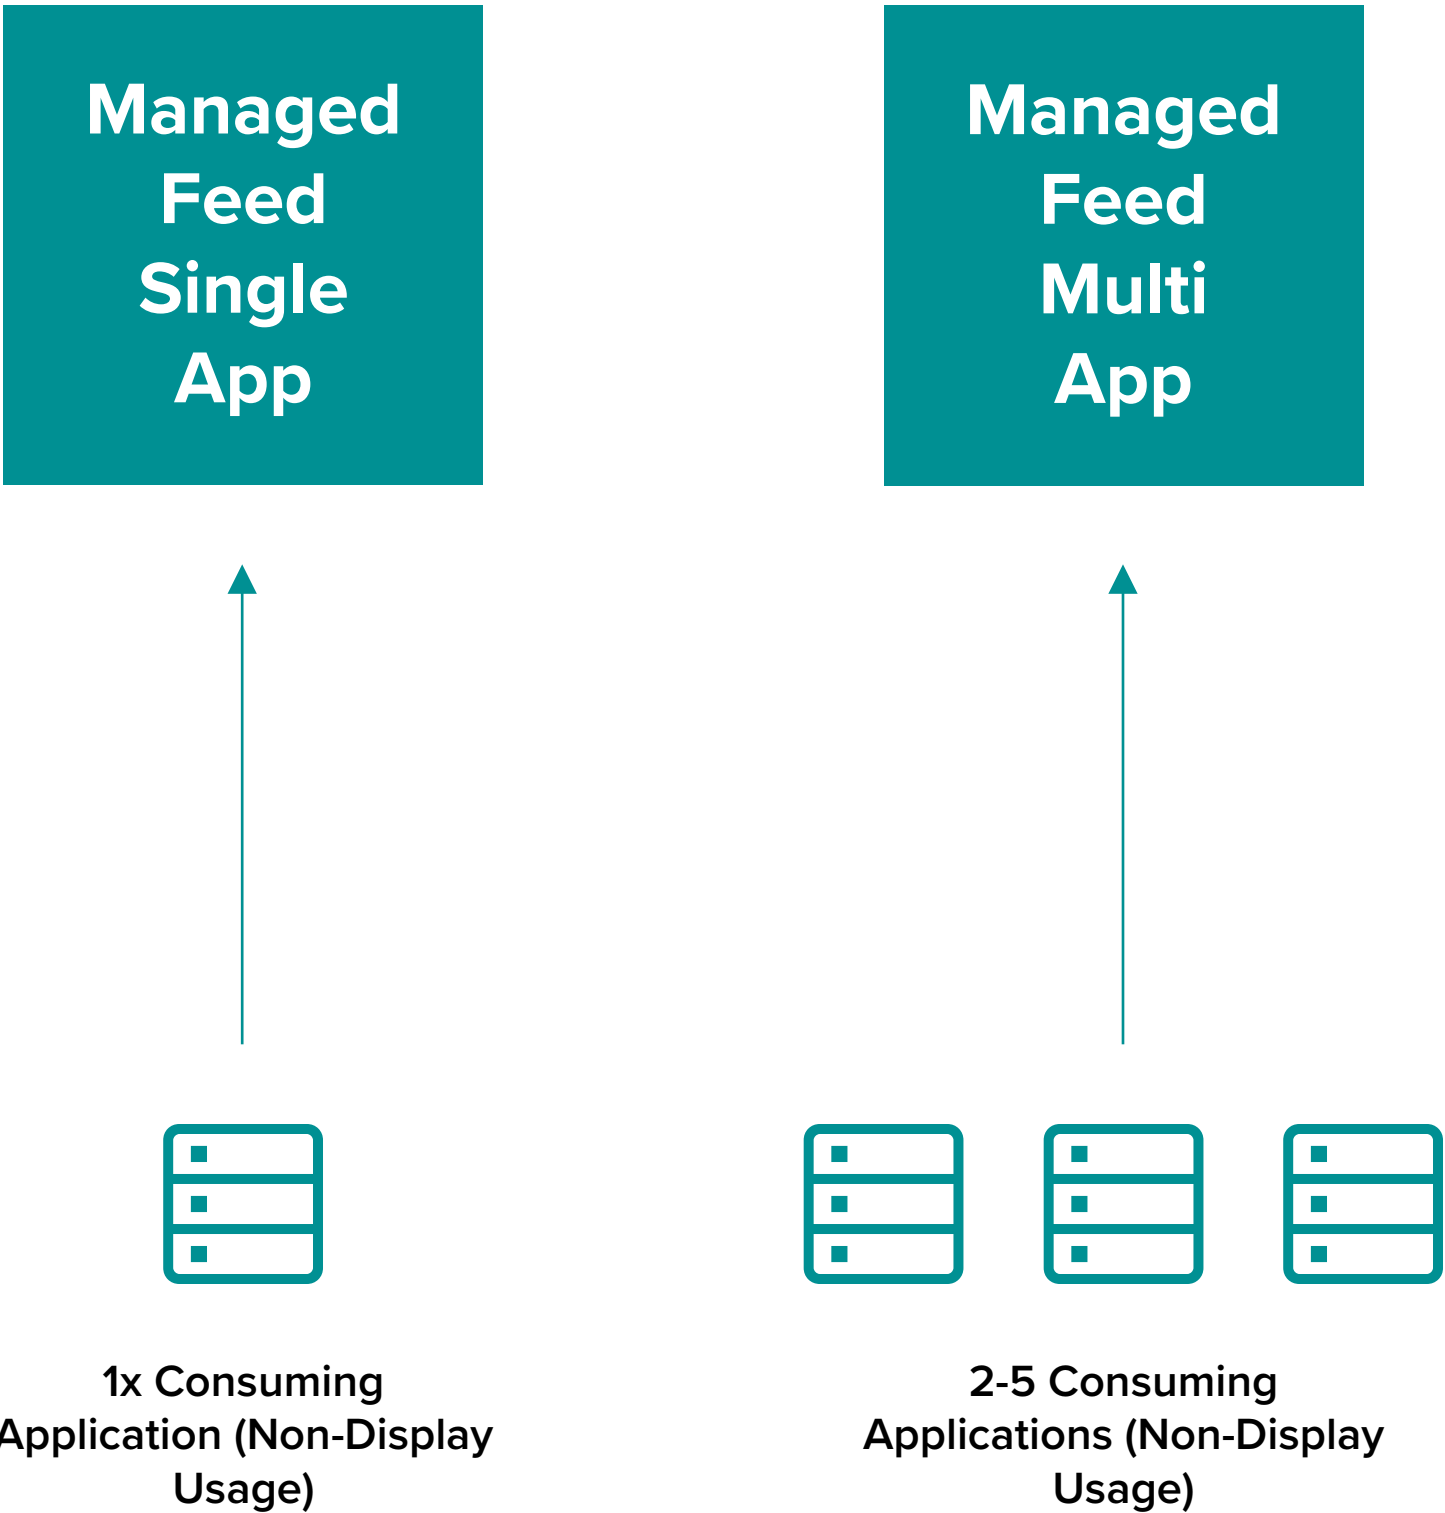 Managed
Feed
Single
App
Managed
Feed
Multi
App
1x Consuming
Application (Non-Display
Usage)
2-5 Consuming
Applications (Non-Display
Usage)